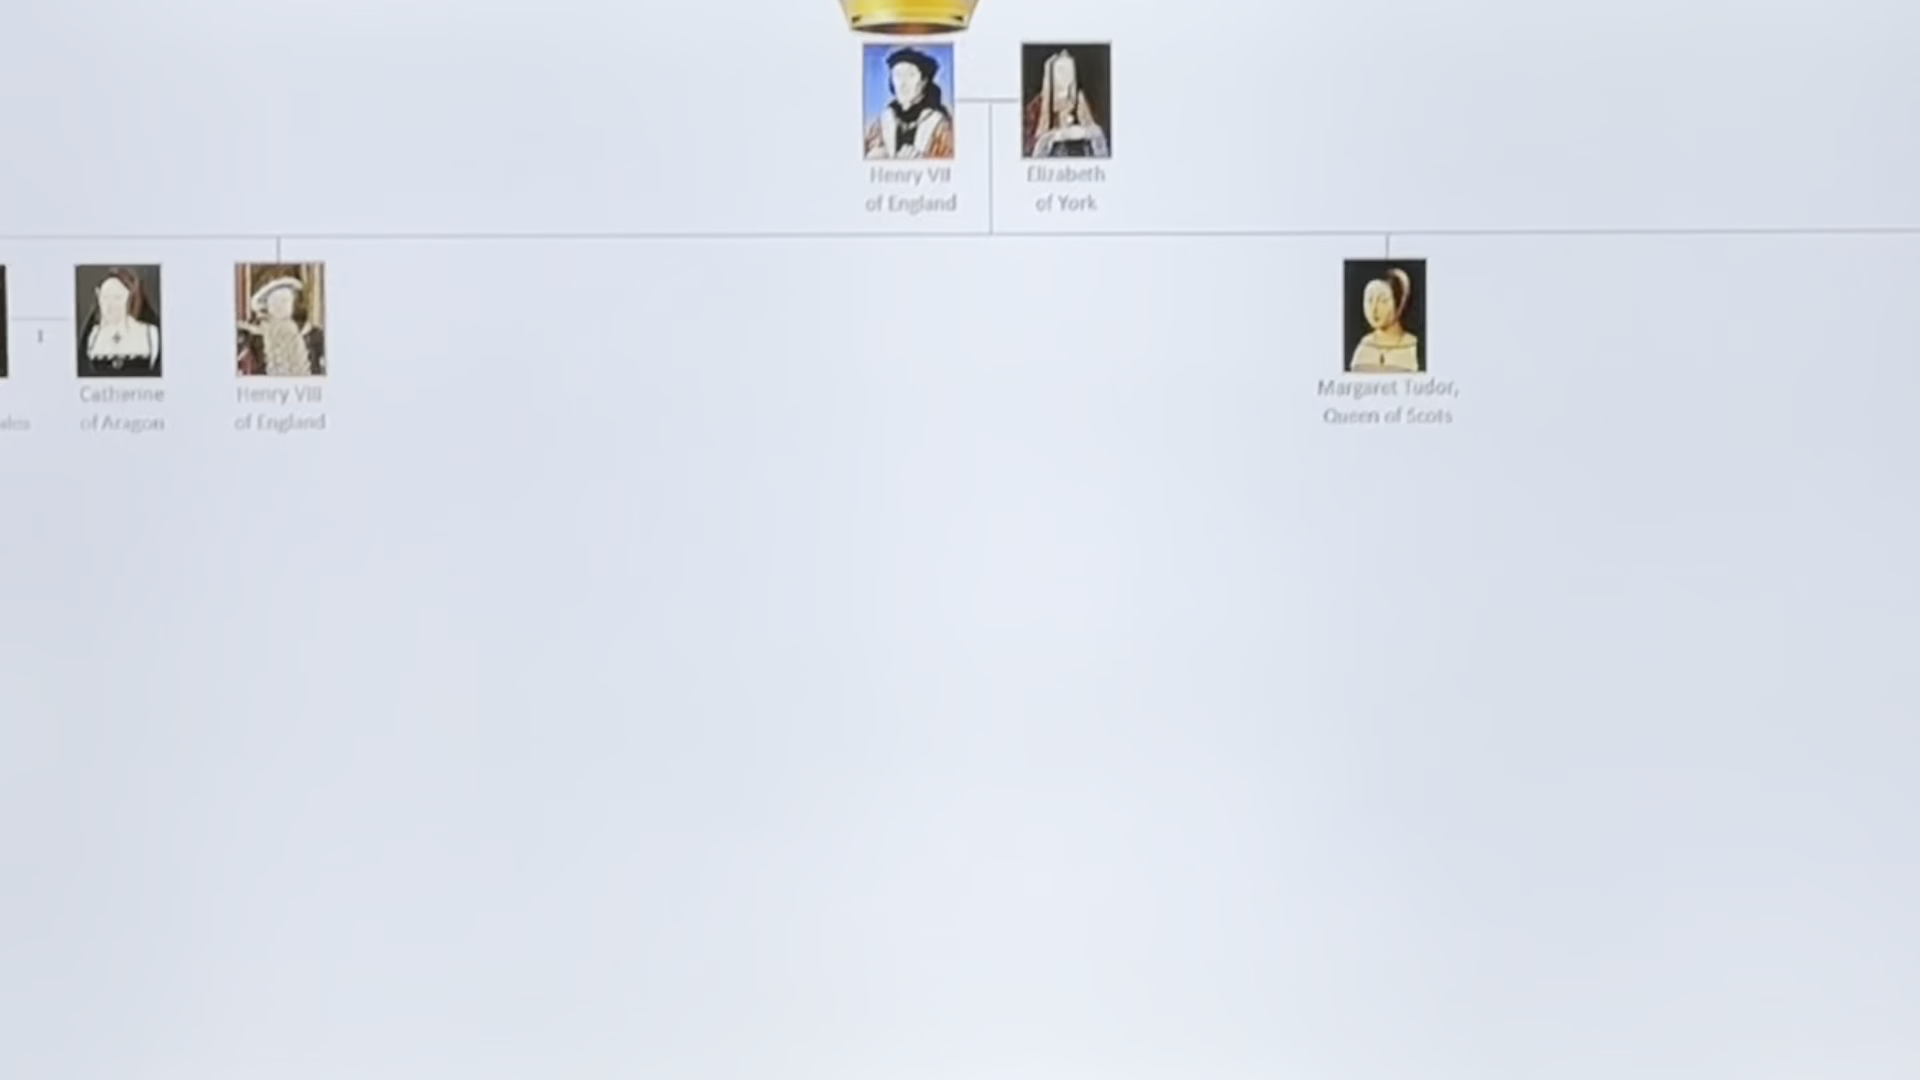 Henry VII
of England
Elizabeth
of York
I
Catherine
of Aragon
Henry VIII
of England
Margaret Tudor,
Queen of Scots